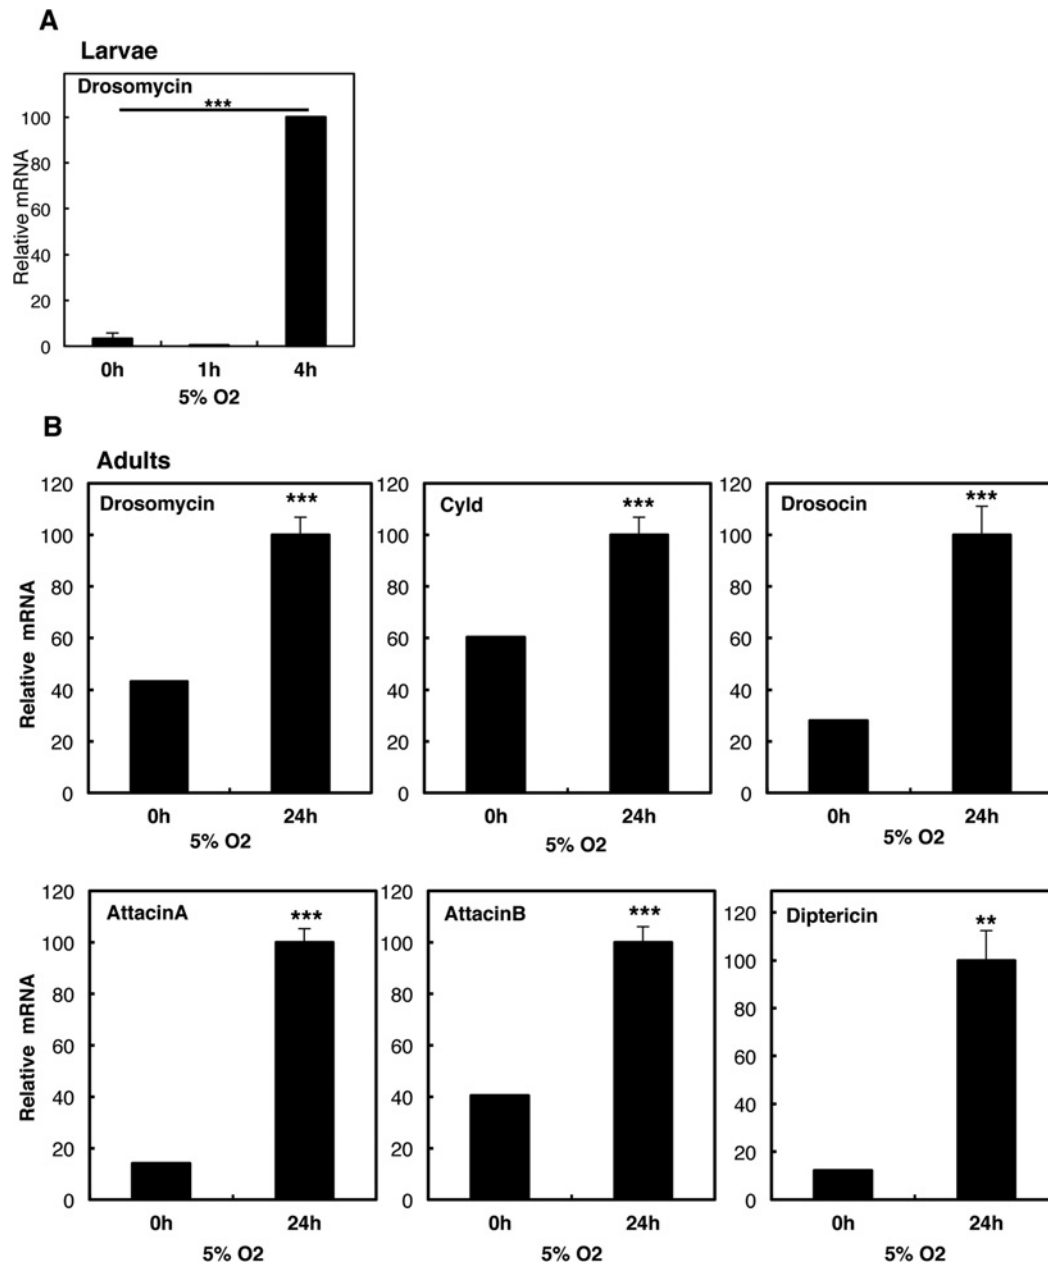 A
Larvae
Drosomycin
***
100
80
60
40
20
0
Relative mRNA
0h 1h 4h
5% O2
B
Adults
Drosomycin
***
120
100
80
60
40
20
0
Relative mRNA
0h 24h
5% O2
Cyld
***
120
100
80
60
40
20
0
0h 24h
5% O2
Drosocin
***
120
100
80
60
40
20
0
0h 24h
5% O2
AttacinA
***
120
100
80
60
40
20
0
Relative mRNA
0h 24h
5% O2
AttacinB
***
120
100
80
60
40
20
0
0h 24h
5% O2
Diptericin
**
120
100
80
60
40
20
0
0h 24h
5% O2